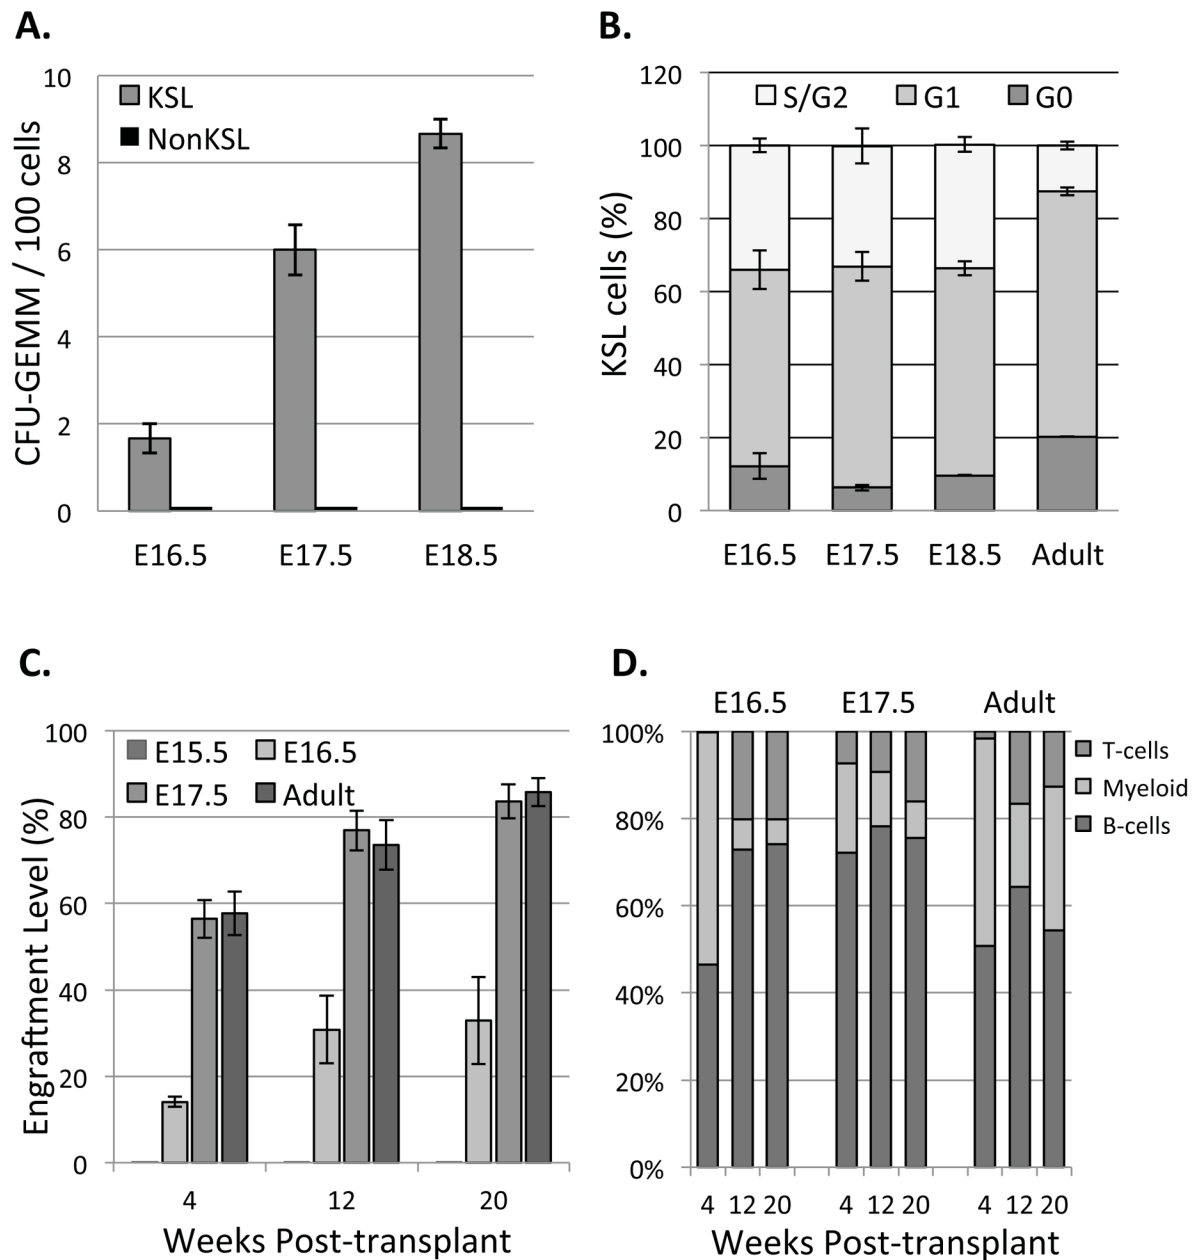 A.
CFU-GEMM / 100 cells
10
8
6
4
2
0
KSL
NonKSL
E16.5 E17.5 E18.5
B.
KSL cells (%)
120
100
80
60
40
20
0
S/G2 G1 G0
E16.5 E17.5 E18.5 Adult
C.
Engraftment Level (%)
100
80
60
40
20
0
E15.5 E16.5
E17.5 Adult
4 12 20
Weeks Post-transplant
D.
E16.5 E17.5 Adult
100%
80%
60%
40%
20%
0%
T-cells
Myeloid
B-cells
4 12 20 4 12 20 4 12 20
Weeks Post-transplant